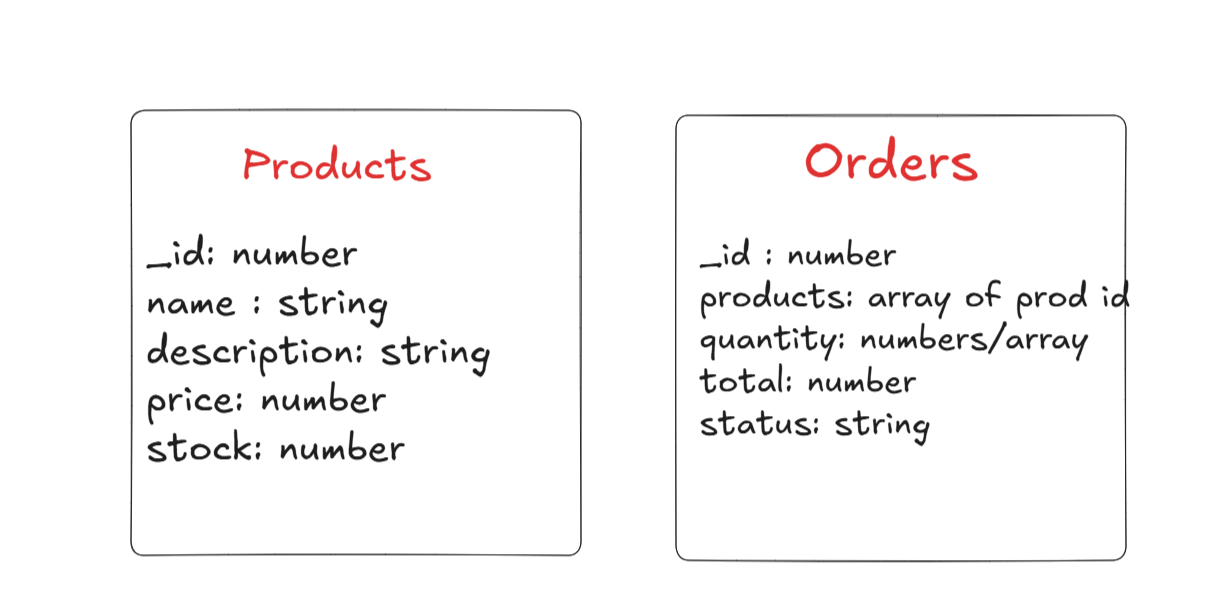 Products
_id: number
name : string
description: string
price: number
stock: number
Orders
_id : number
products: array of prod id
quantity: numbers/array
total: number
status: string